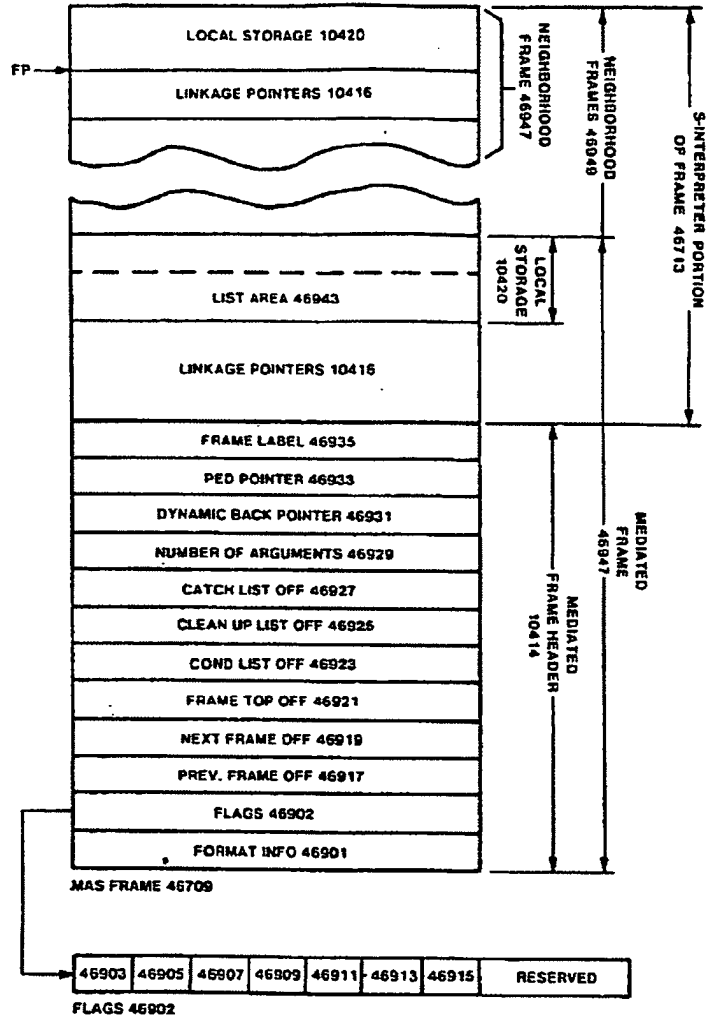 LOCAL STORAGE 10420
FP
LINKAGE POINTERS 10416
NEIGHBORHOOD
FRAME 46947
NEIGHBORHOOD
FRAMES 46949
S-INTERPRETER PORTION
OF FRAME 46713
LOCAL
STORAGE
10420
LIST AREA 46943
LINKAGE POINTERS 10416
FRAME LABEL 46935
PED POINTER 46933
DYNAMIC BACK POINTER 46931
NUMBER OF ARGUMENTS 46929
CATCH LIST OFF 46927
CLEAN UP LIST OFF 46925
COND LIST OFF 46923
FRAME TOP OFF 46921
NEXT FRAME OFF 46919
PREV. FRAME OFF 46917
FLAGS 46902
FORMAT INFO 46901
MEDIATED
FRAME HEADER
10414
MEDIATED
FRAME
46947
MAS FRAME 46709
46903 46905 46907 46909 46911 46913 46915 RESERVED
FLAGS 46902